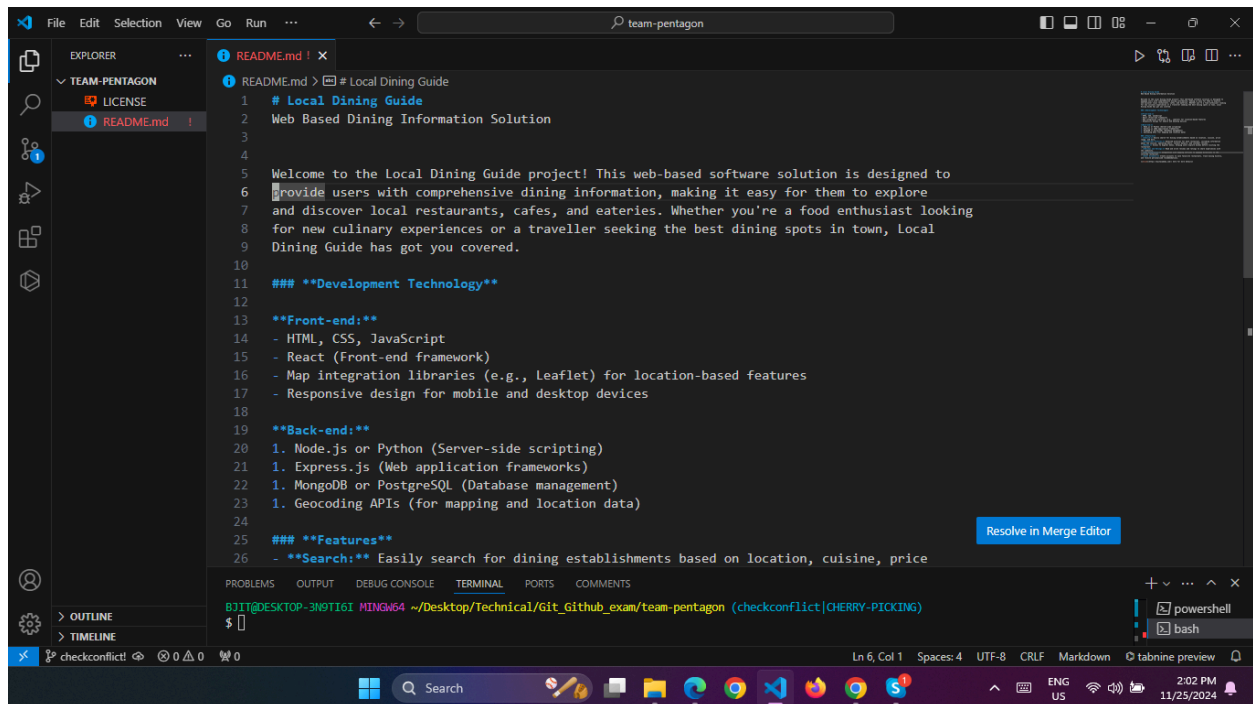 File Edit Selection View Go Run ··· ← → team-pentagon
EXPLORER ···
TEAM-PENTAGON
LICENSE
README.md !
README.md ! ×
README.md > # Local Dining Guide
1 # Local Dining Guide
2 Web Based Dining Information Solution
3
4
5 Welcome to the Local Dining Guide project! This web-based software solution is designed to
6 provide users with comprehensive dining information, making it easy for them to explore
7 and discover local restaurants, cafes, and eateries. Whether you're a food enthusiast looking
8 for new culinary experiences or a traveller seeking the best dining spots in town, Local
9 Dining Guide has got you covered.
10
11 ### **Development Technology**
12
13 **Front-end:**
14 - HTML, CSS, JavaScript
15 - React (Front-end framework)
16 - Map integration libraries (e.g., Leaflet) for location-based features
17 - Responsive design for mobile and desktop devices
18
19 **Back-end:**
20 1. Node.js or Python (Server-side scripting)
21 1. Express.js (Web application frameworks)
22 1. MongoDB or PostgreSQL (Database management)
23 1. Geocoding APIs (for mapping and location data)
24
25 ### **Features**
26 - **Search:** Easily search for dining establishments based on location, cuisine, price
Resolve in Merge Editor
1
PROBLEMS OUTPUT DEBUG CONSOLE TERMINAL PORTS COMMENTS
BJIT@DESKTOP-3N9TI6I MINGW64 ~/Desktop/Technical/Git_Github_exam/team-pentagon (checkconflict|CHERRY-PICKING)
$
powershell
bash
OUTLINE
TIMELINE
checkconflict! 0 0 0 Ln 6, Col 1 Spaces: 4 UTF-8 CRLF Markdown tabnine preview
Search
S 1
ENG
US
2:02 PM
11/25/2024